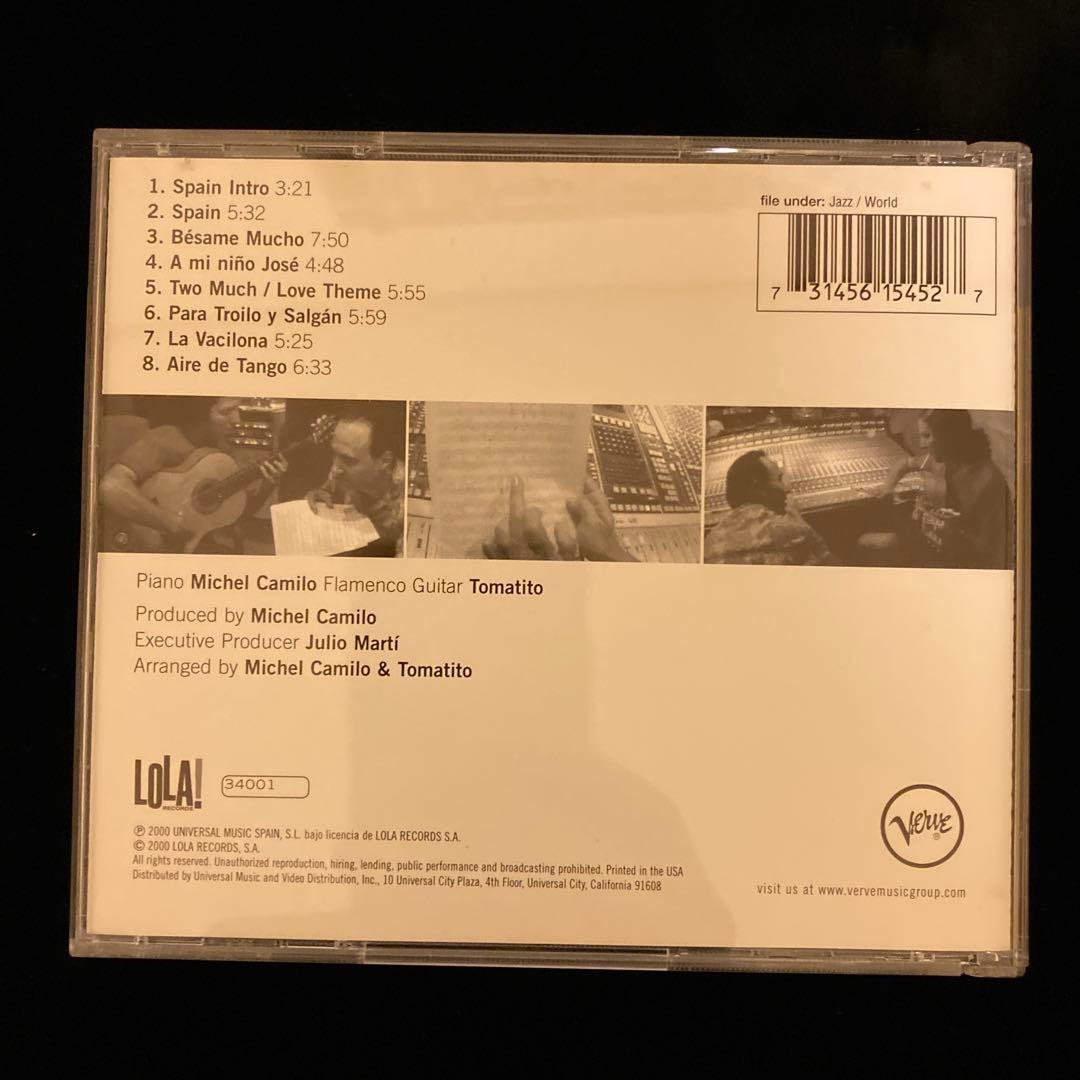 1. Spain Intro 3:21
2. Spain 5:32
3. Bésame Mucho 7:50
4. A mi niño José 4:48
5. Two Much / Love Theme 5:55
6. Para Troilo y Salgán 5:59
7. La Vacilona 5:25
8. Aire de Tango 6:33
file under: Jazz / World
7 31456 15452 7
Piano Michel Camilo Flamenco Guitar Tomatito
Produced by Michel Camilo
Executive Producer Julio Martí
Arranged by Michel Camilo & Tomatito
LOLA!
RECORDS
34001
℗ 2000 UNIVERSAL MUSIC SPAIN, S.L. bajo licencia de LOLA RECORDS S.A.
© 2000 LOLA RECORDS, S.A.
All rights reserved. Unauthorized reproduction, hiring, lending, public performance and broadcasting prohibited. Printed in the USA
Distributed by Universal Music and Video Distribution, Inc., 10 Universal City Plaza, 4th Floor, Universal City, California 91608
Verve®
visit us at www.vervemusicgroup.com